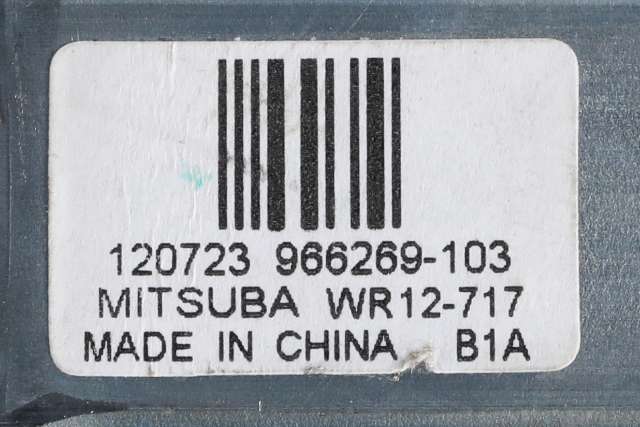 120723 966269-103
MITSUBA WR12-717
MADE IN CHINA B1A